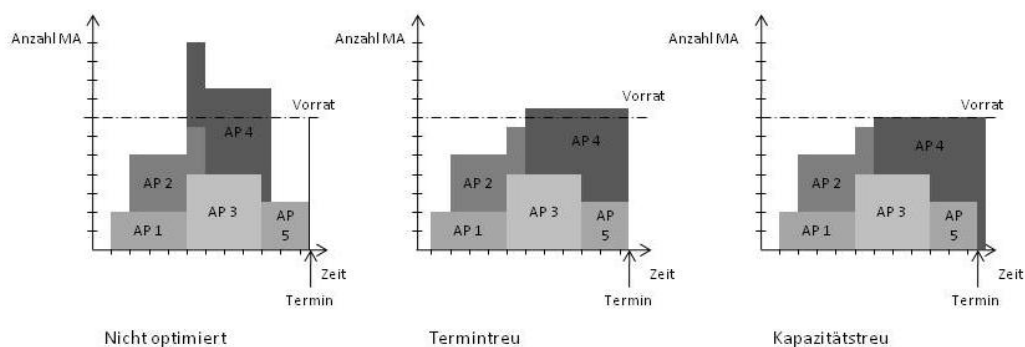 Anzahl MA
Vorrat
AP 4
AP 2
AP 3
AP 1
AP
5
Zeit
Termin
Nicht optimiert
Anzahl MA
Vorrat
AP 4
AP 2
AP 3
AP 1
AP
5
Zeit
Termin
Termintreu
Anzahl MA
Vorrat
AP 4
AP 2
AP 3
AP 1
AP
5
Zeit
Termin
Kapazitätstreu